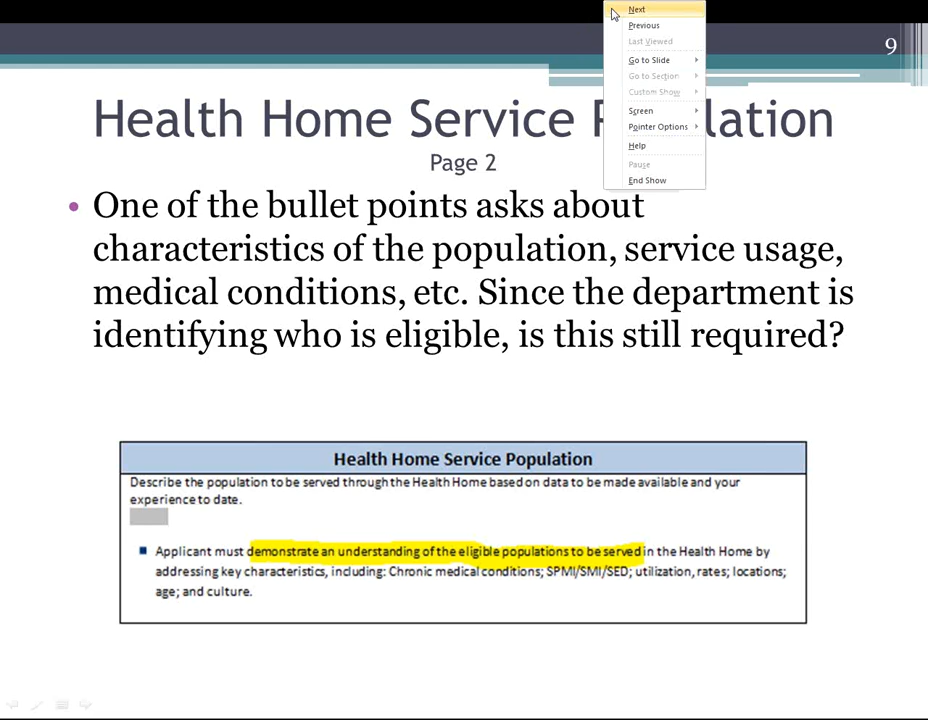 Next
Previous
Last Viewed
Go to Slide
Go to Section
Custom Show
Screen
Pointer Options
Help
Pause
End Show
9
Health Home Service P lation
Page 2
• One of the bullet points asks about
characteristics of the population, service usage,
medical conditions, etc. Since the department is
identifying who is eligible, is this still required?
Health Home Service Population
Describe the population to be served through the Health Home based on data to be made available and your
experience to date.
Applicant must demonstrate an understanding of the eligible populations to be served in the Health Home by
addressing key characteristics, including: Chronic medical conditions; SPMI/SMI/SED; utilization, rates; locations;
age; and culture.